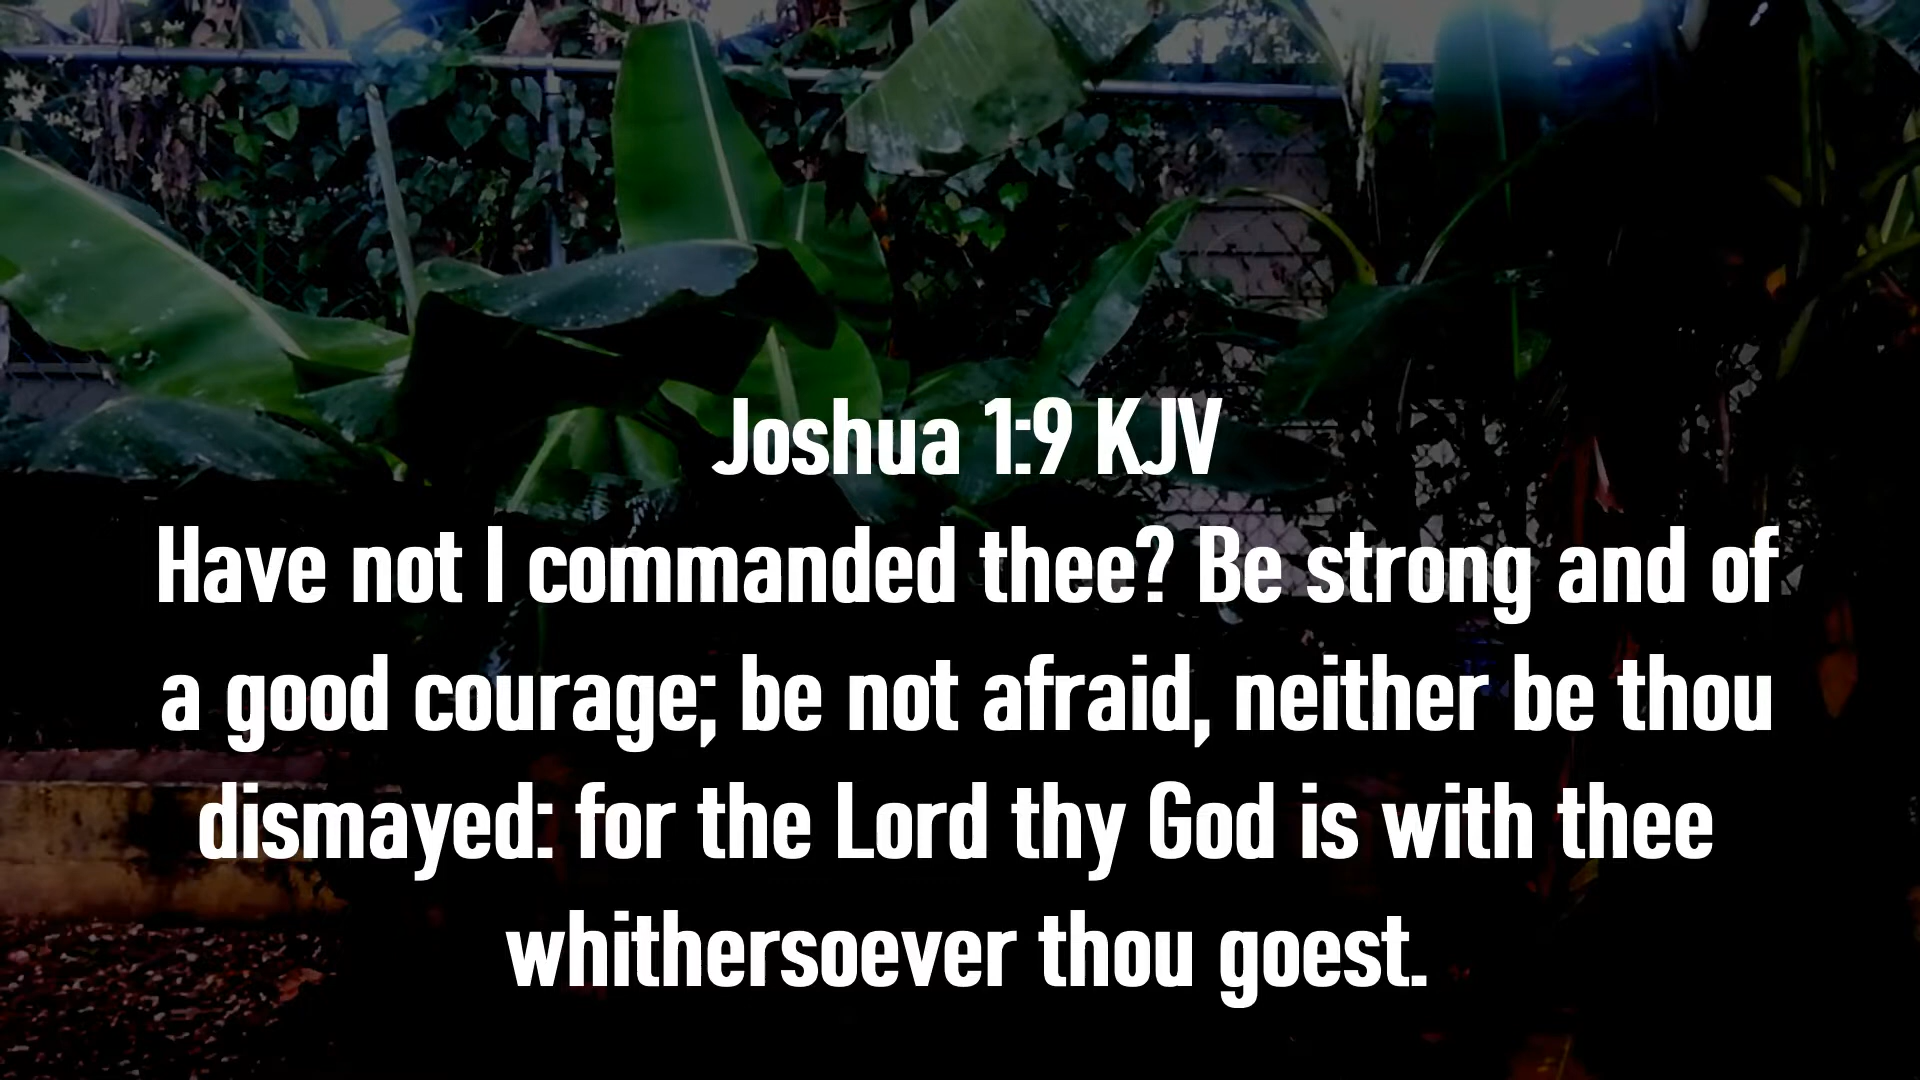 Joshua 1:9 KJV
Have not I commanded thee? Be strong and of
a good courage; be not afraid, neither be thou
dismayed: for the Lord thy God is with thee
whithersoever thou goest.